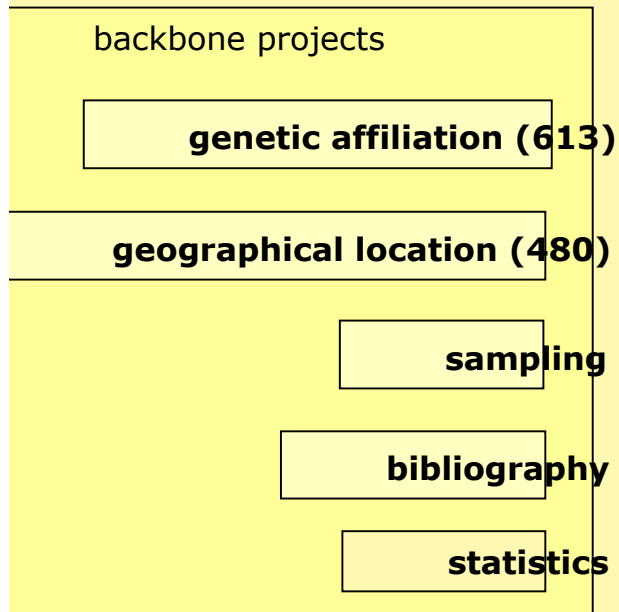 backbone projects
genetic affiliation (613)
geographical location (480)
sampling
bibliography
statistics